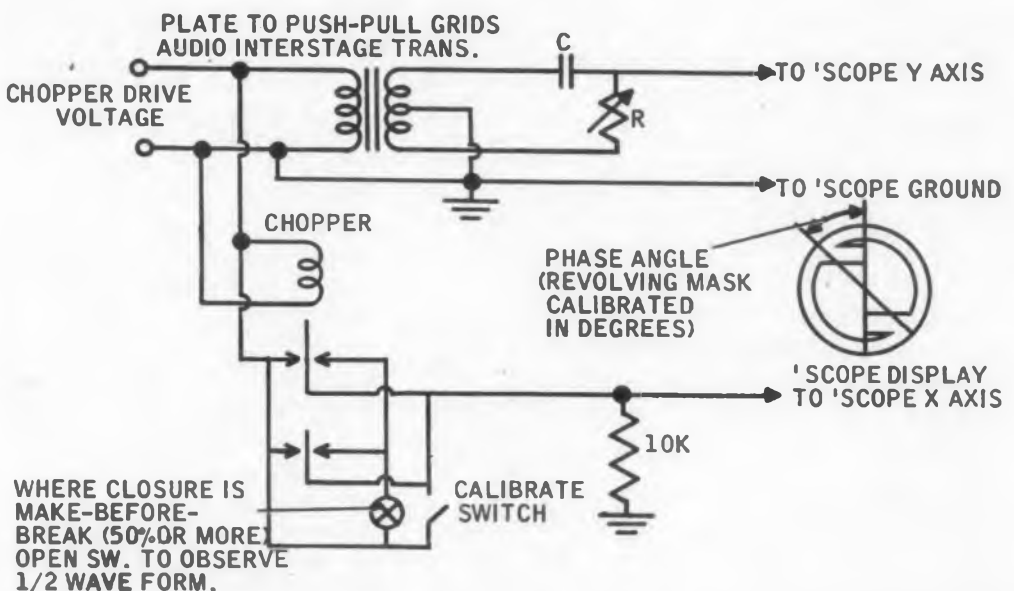 PLATE TO PUSH-PULL GRIDS
AUDIO INTERSTAGE TRANS.
C
TO 'SCOPE Y AXIS
CHOPPER DRIVE
VOLTAGE
R
TO 'SCOPE GROUND
CHOPPER
PHASE ANGLE
(REVOLVING MASK
CALIBRATED
IN DEGREES)
'SCOPE DISPLAY
TO 'SCOPE X AXIS
10K
WHERE CLOSURE IS
MAKE-BEFORE-
BREAK (50% OR MORE)
OPEN SW. TO OBSERVE
1/2 WAVE FORM.
CALIBRATE
SWITCH